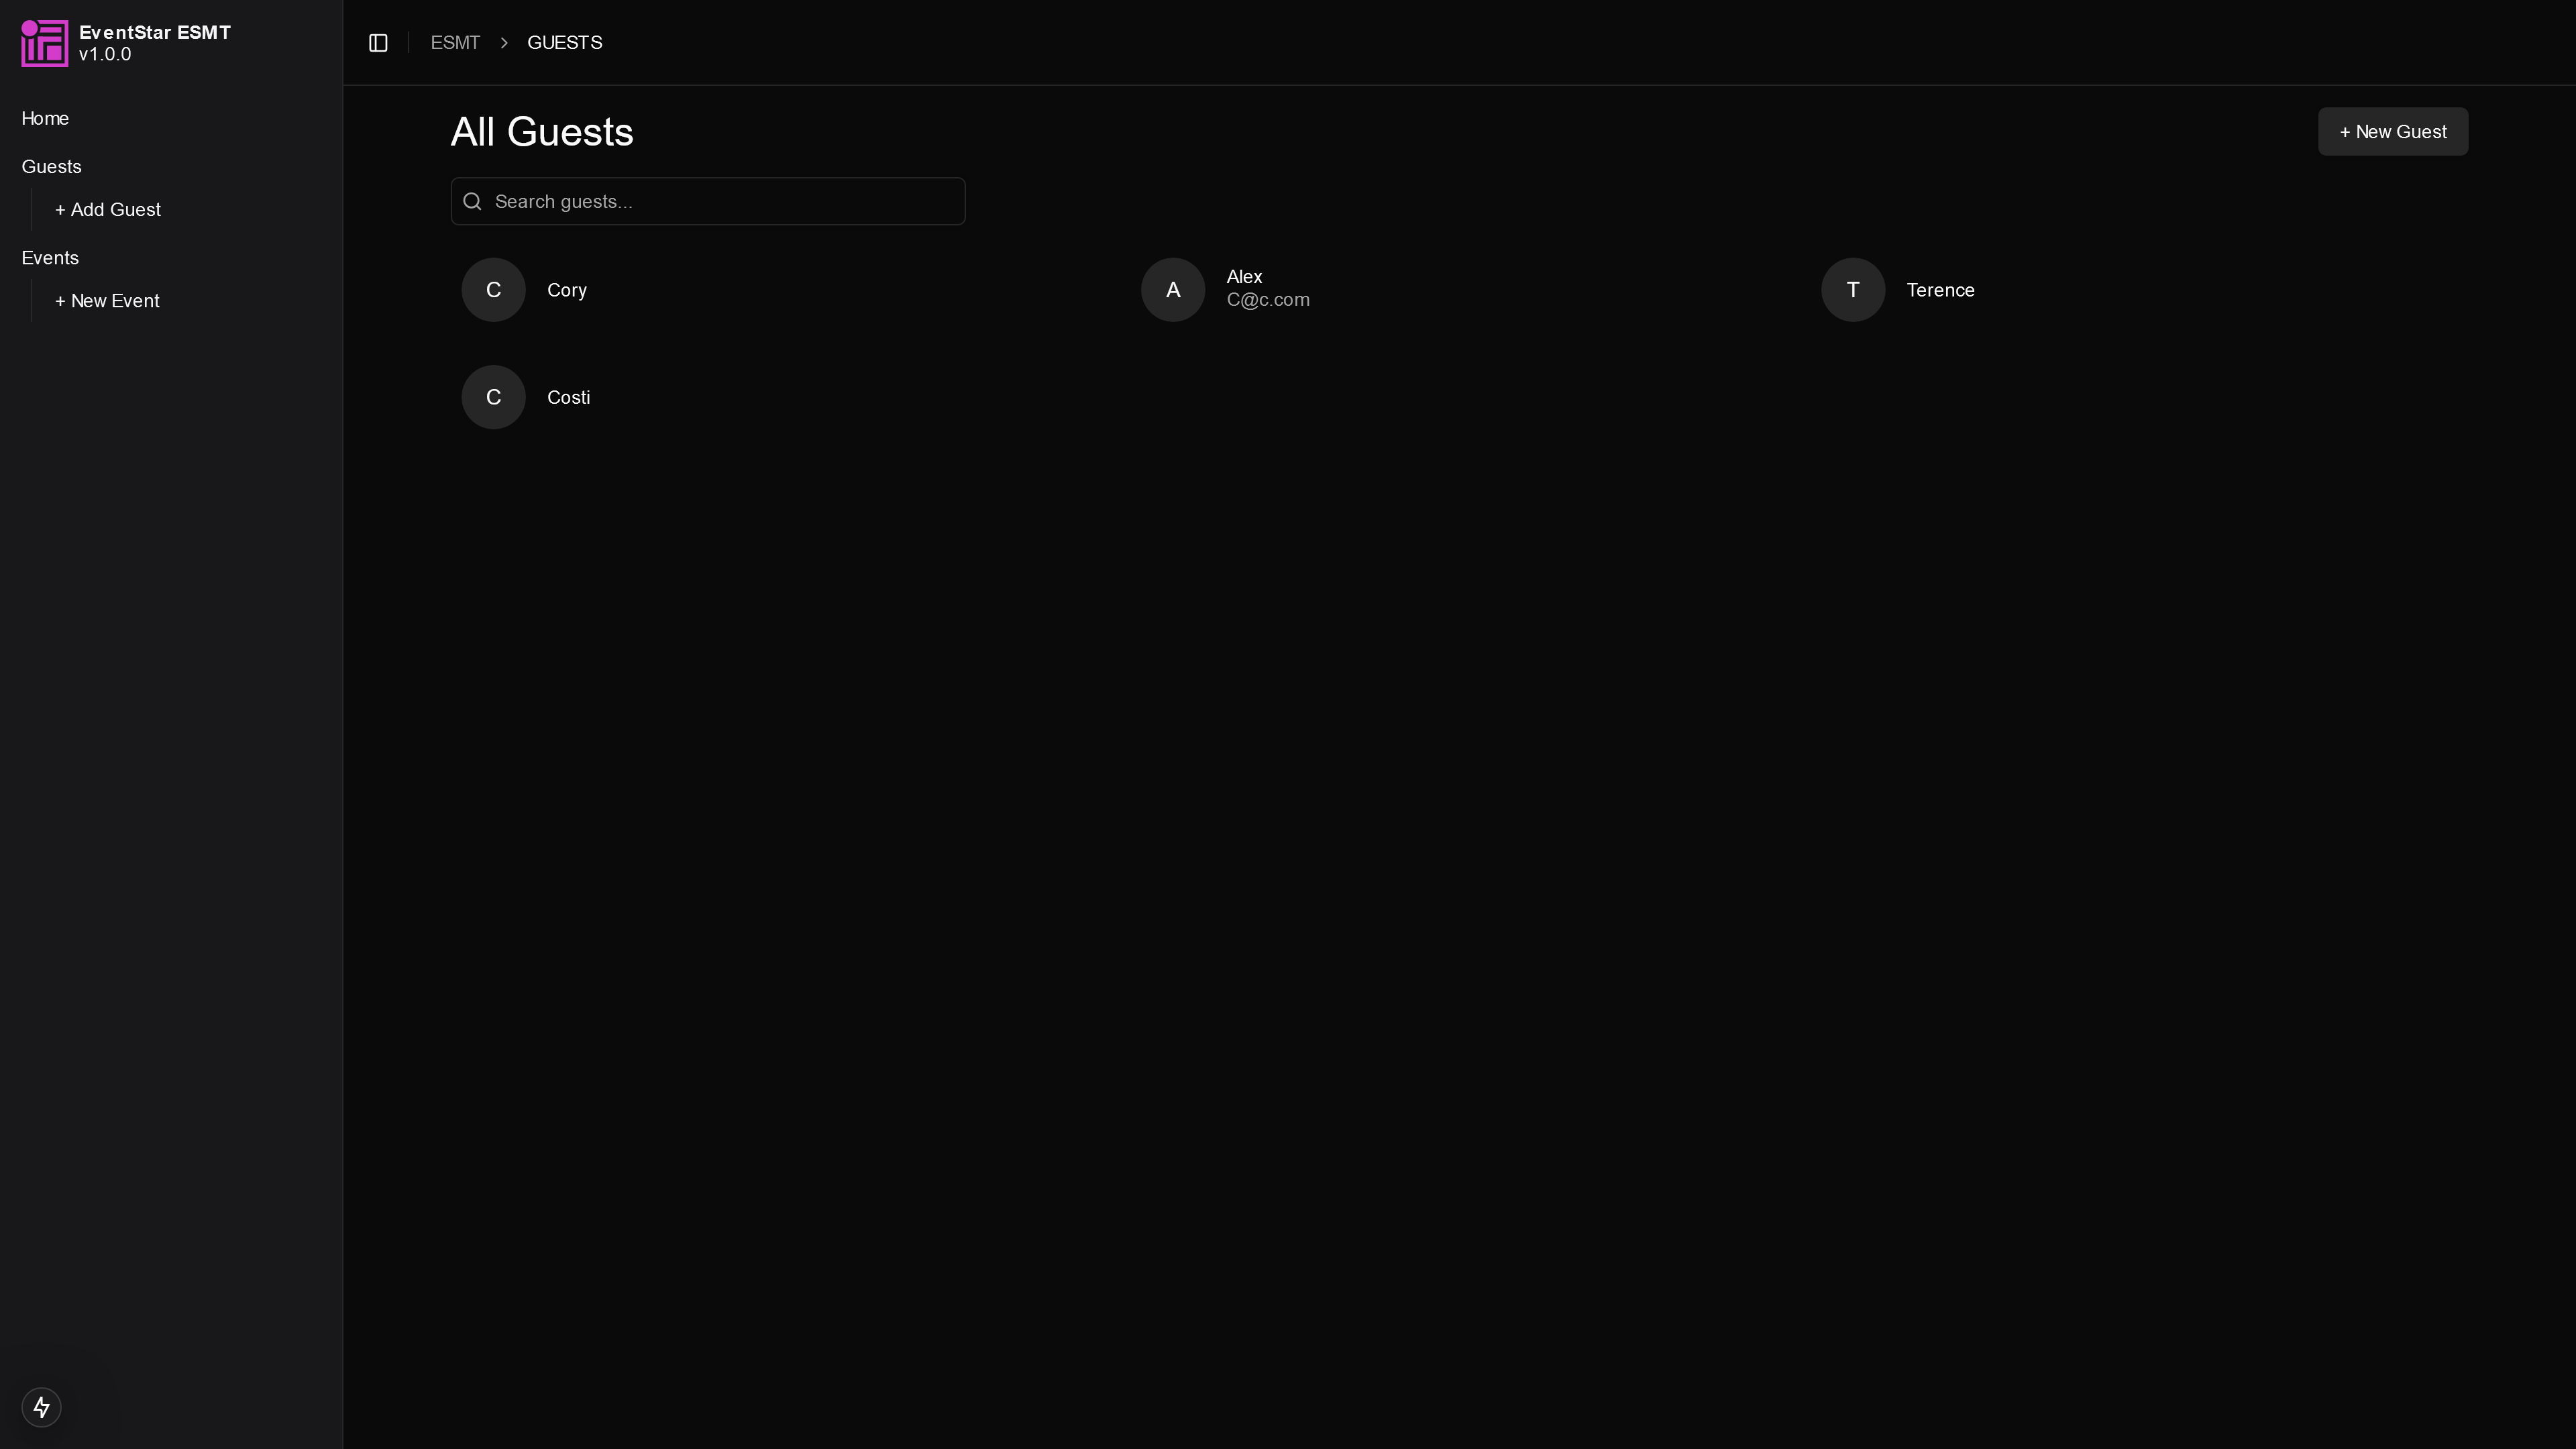 EventStar ESMT
v1.0.0
Home
Guests
+ Add Guest
Events
+ New Event
ESMT > GUESTS
All Guests
+ New Guest
Search guests...
C
Cory
A
Alex
C@c.com
T
Terence
C
Costi